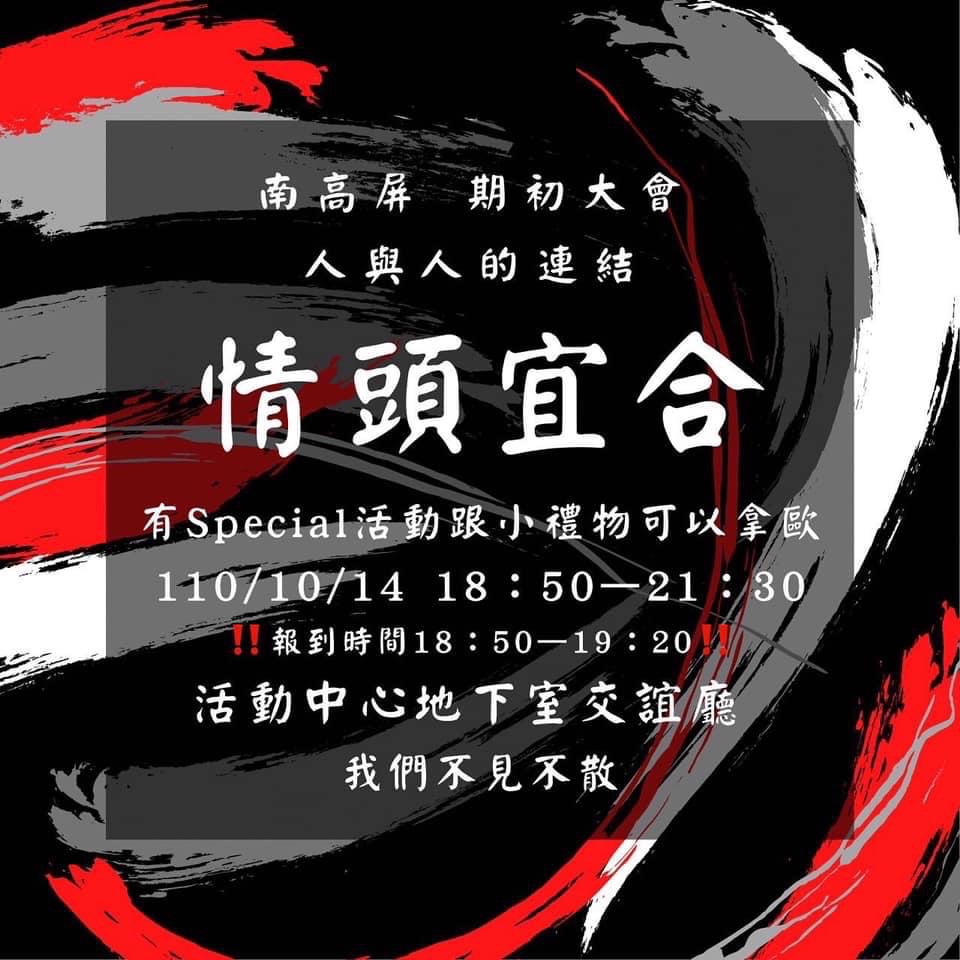 南高屏 期初大會
人與人的連結
情頭宜合
有Special活動跟小禮物可以拿歐
110/10/14 18：50—21：30
‼報到時間18：50—19：20‼
活動中心地下室交誼廳
我們不見不散